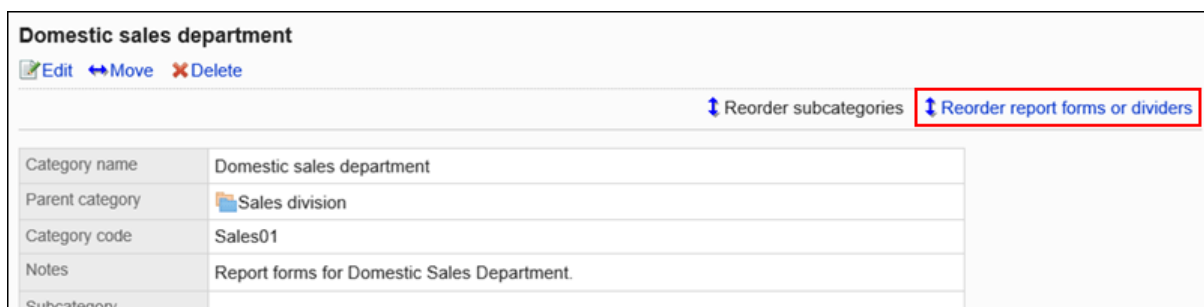 Domestic sales department
Edit Move Delete
Reorder subcategories Reorder report forms or dividers
Category name Domestic sales department
Parent category Sales division
Category code Sales01
Notes Report forms for Domestic Sales Department.
Subcategory